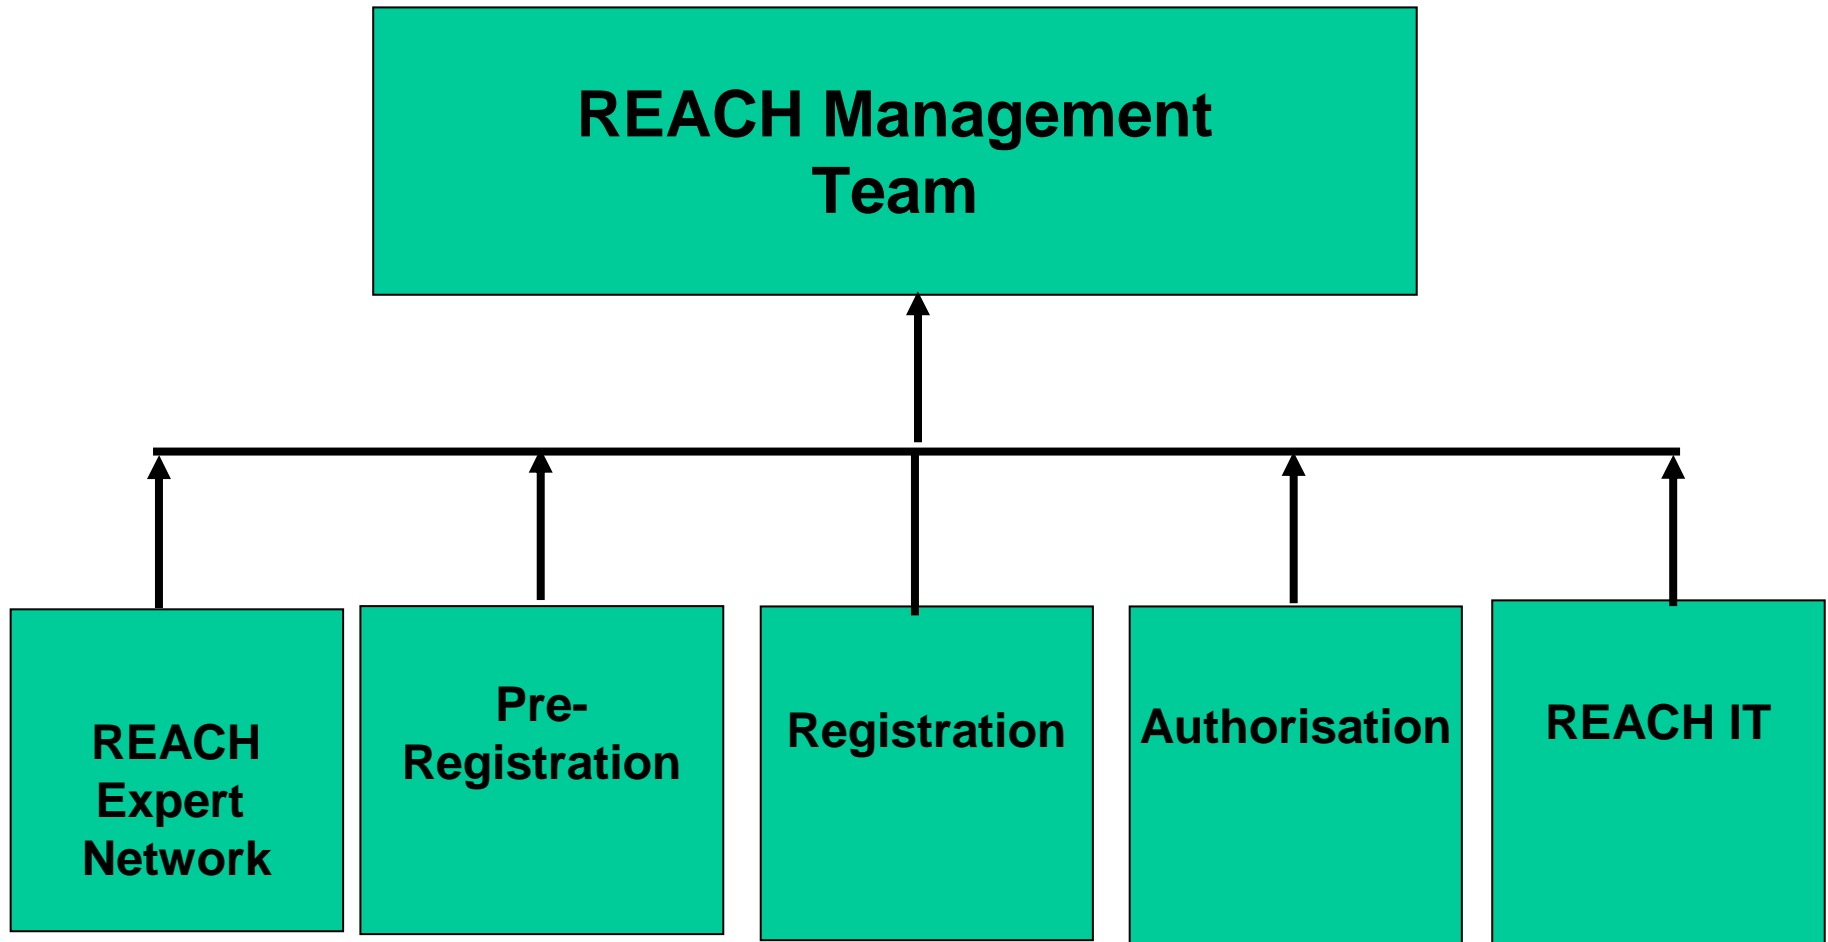 REACH Management
Team
REACH
Expert
Network
Pre-
Registration
Registration
Authorisation
REACH IT